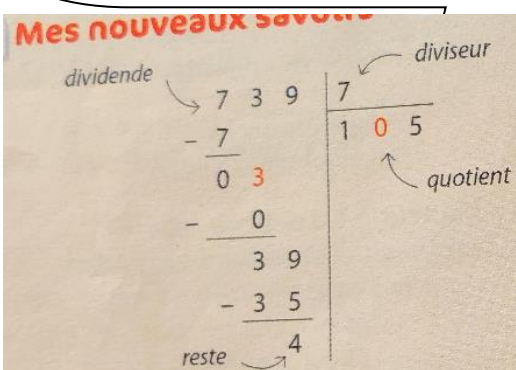 Mes nouveaux savoirs
diviseur
dividende
7 3 9 7
- 7 1 0 5
0 3 quotient
- 0
3 9
- 3 5
4
reste